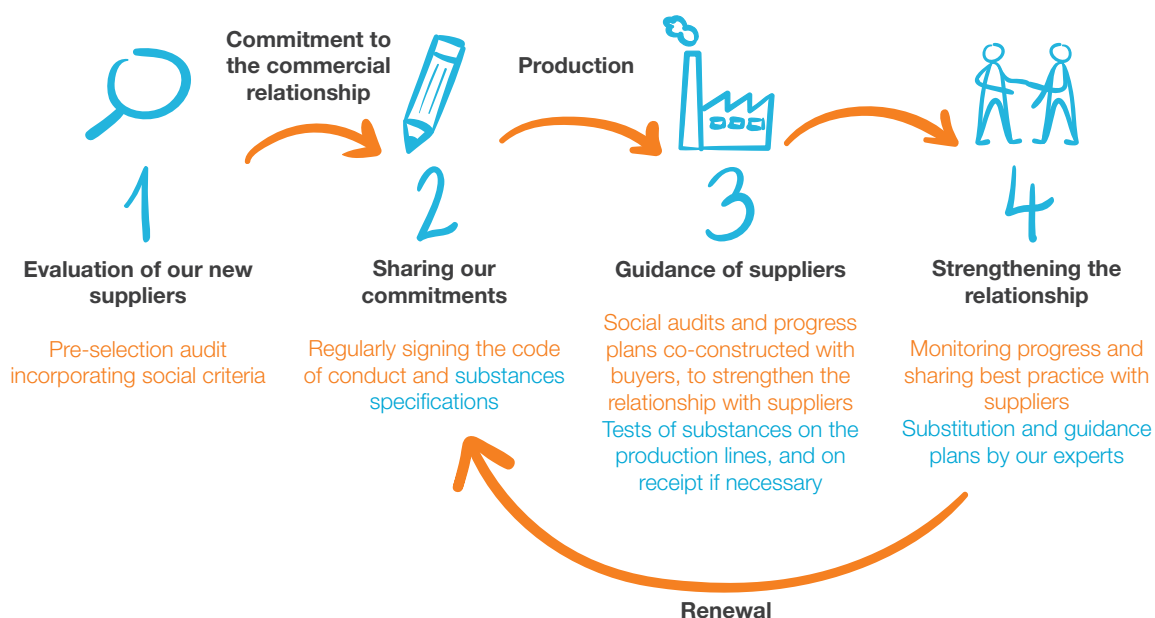 Commitment to
the commercial
relationship
Production
1
Evaluation of our new
suppliers
Pre-selection audit
incorporating social criteria
2
Sharing our
commitments
Regularly signing the code
of conduct and substances
specifications
3
Guidance of suppliers
Social audits and progress
plans co-constructed with
buyers, to strengthen the
relationship with suppliers
Tests of substances on the
production lines, and on
receipt if necessary
4
Strengthening the
relationship
Monitoring progress and
sharing best practice with
suppliers
Substitution and guidance
plans by our experts
Renewal